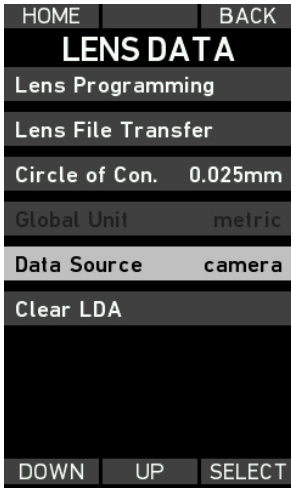 HOME BACK
LENS DATA
Lens Programming
Lens File Transfer
Circle of Con. 0.025mm
Global Unit metric
Data Source camera
Clear LDA
DOWN UP SELECT